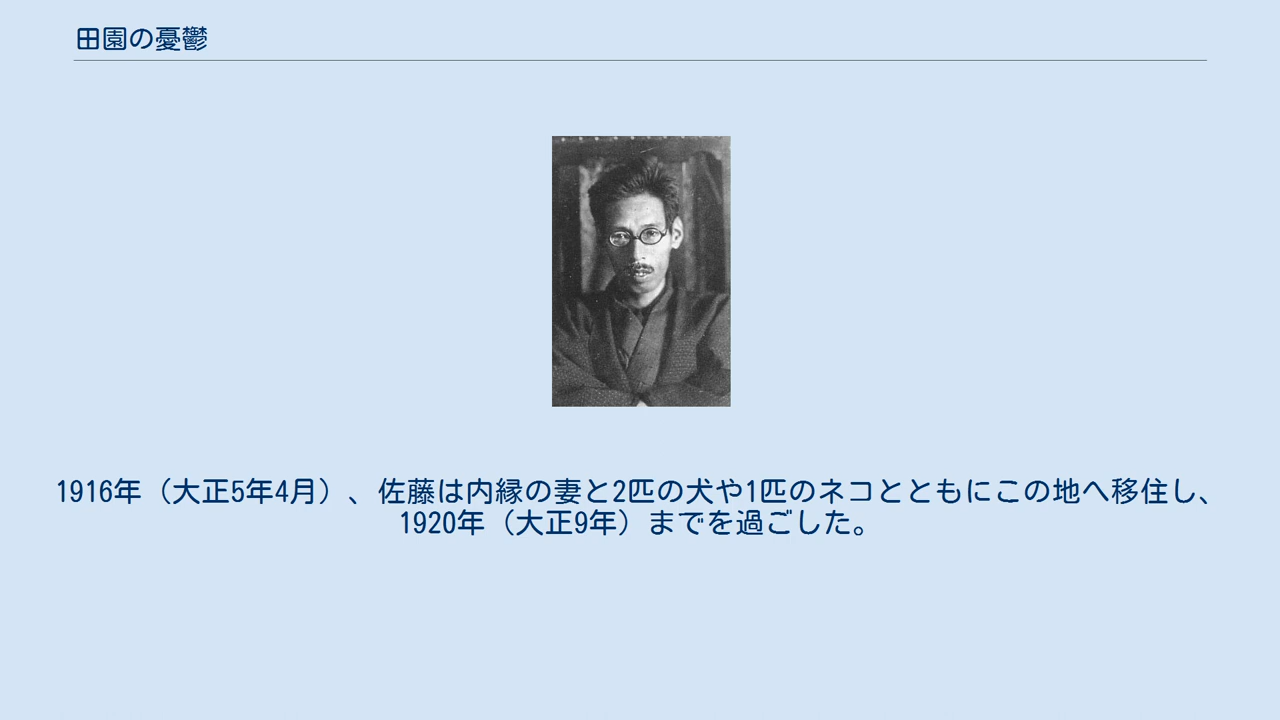 田園の憂鬱
1916年（大正5年4月）、佐藤は内縁の妻と2匹の犬や1匹のネコとともにこの地へ移住し、
1920年（大正9年）までを過ごした。